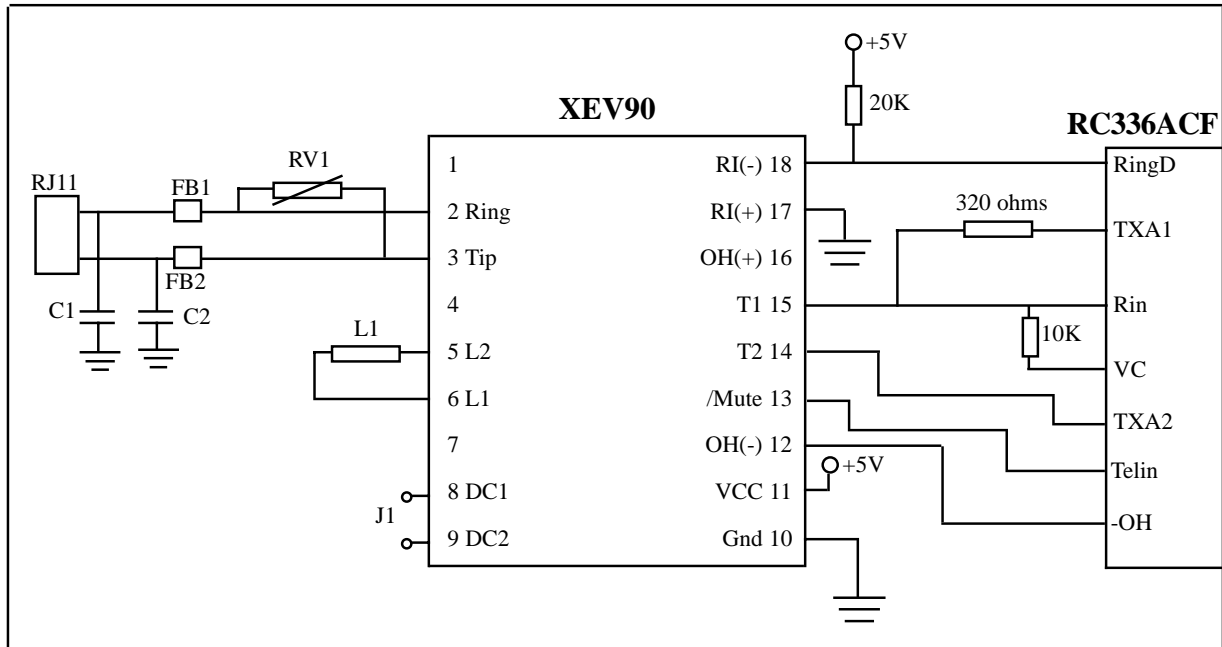 +5V
XEV90
20K
RC336ACF
RJ11
FB1
RV1
1
RI(-) 18
RingD
2 Ring
RI(+) 17
320 ohms
TXA1
3 Tip
OH(+) 16
FB2
C1
C2
4
T1 15
Rin
L1
10K
5 L2
T2 14
VC
6 L1
/Mute 13
TXA2
7
OH(-) 12
+5V
Telin
J1
8 DC1
VCC 11
-OH
9 DC2
Gnd 10